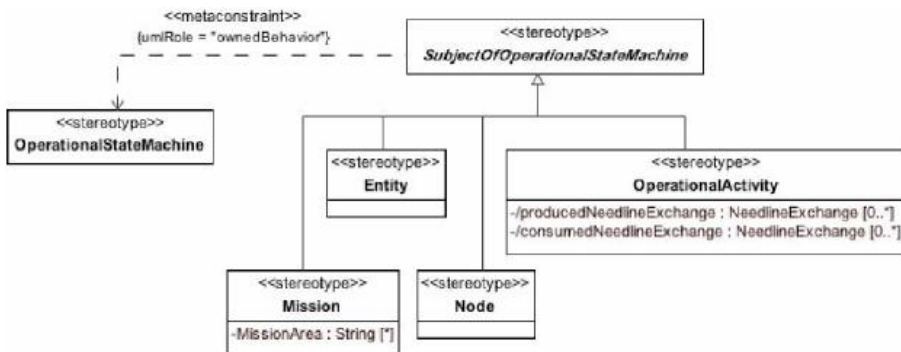 <<metaconstraint>>
{umlRole = "ownedBehavior"}
<<stereotype>>
SubjectOfOperationalStateMachine
<<stereotype>>
OperationalStateMachine
<<stereotype>>
Entity
<<stereotype>>
OperationalActivity
-/producedNeedlineExchange : NeedlineExchange [0..*]
-/consumedNeedlineExchange : NeedlineExchange [0..*]
<<stereotype>>
Mission
-MissionArea : String [*]
<<stereotype>>
Node